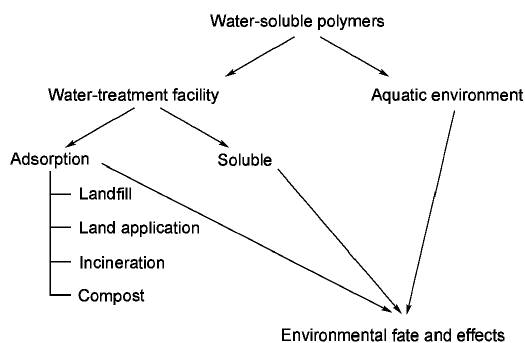 Water-soluble polymers
Water-treatment facility
Aquatic environment
Adsorption
Soluble
Landfill
Land application
Incineration
Compost
Environmental fate and effects